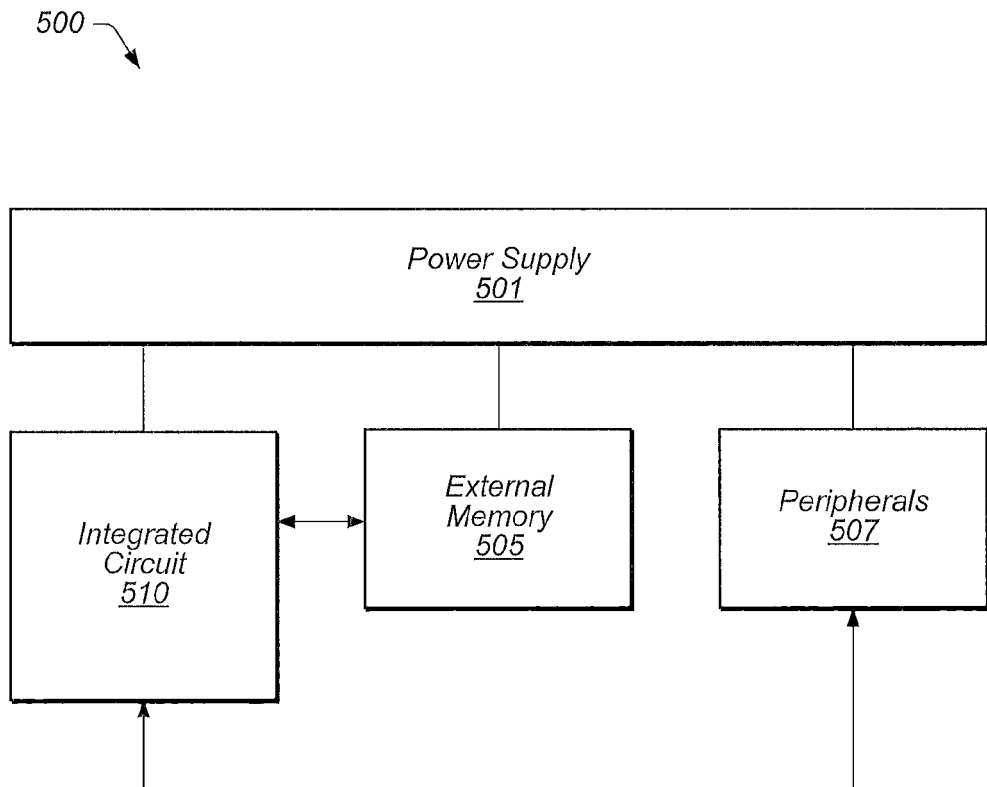 500
Power Supply
501
Integrated
Circuit
510
External
Memory
505
Peripherals
507